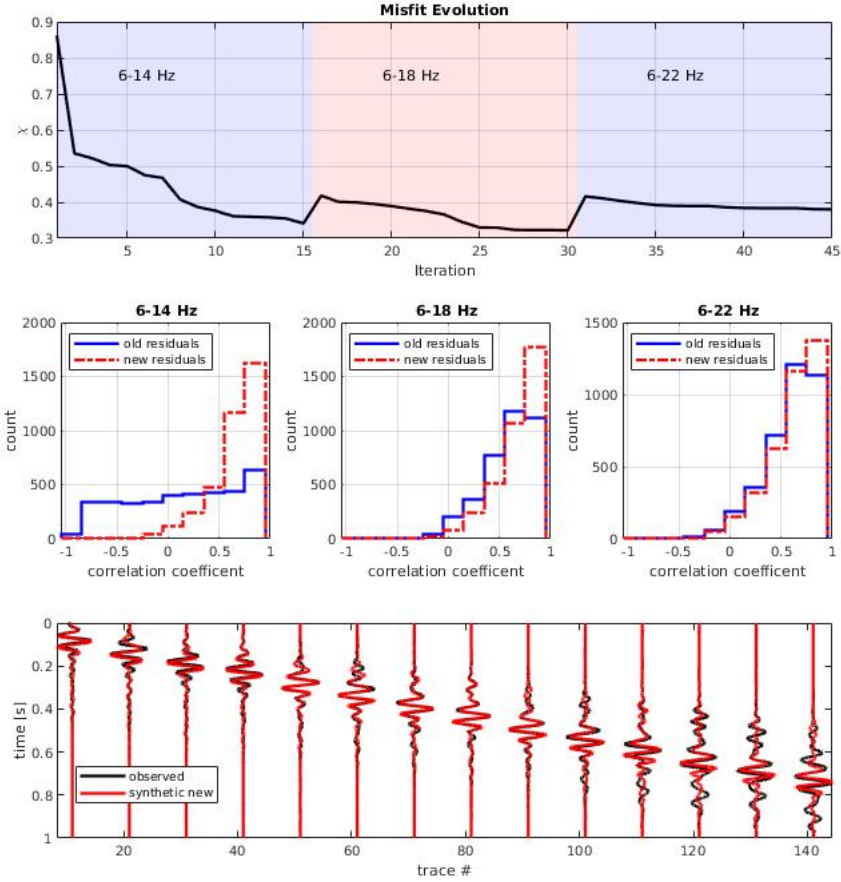 Misfit Evolution
0.9
0.8
0.7
0.6
0.5
0.4
0.3
χ
6-14 Hz
6-18 Hz
6-22 Hz
5
10
15
20
25
30
35
40
45
Iteration
6-14 Hz
2000
1500
1000
500
0
count
old residuals
new residuals
-1
-0.5
0
0.5
1
correlation coefficent
6-18 Hz
2000
1500
1000
500
0
count
old residuals
new residuals
-1
-0.5
0
0.5
1
correlation coefficent
6-22 Hz
1500
1000
500
0
count
old residuals
new residuals
-1
-0.5
0
0.5
1
correlation coefficent
0
0.2
0.4
0.6
0.8
1
time [s]
observed
synthetic new
20
40
60
80
100
120
140
trace #